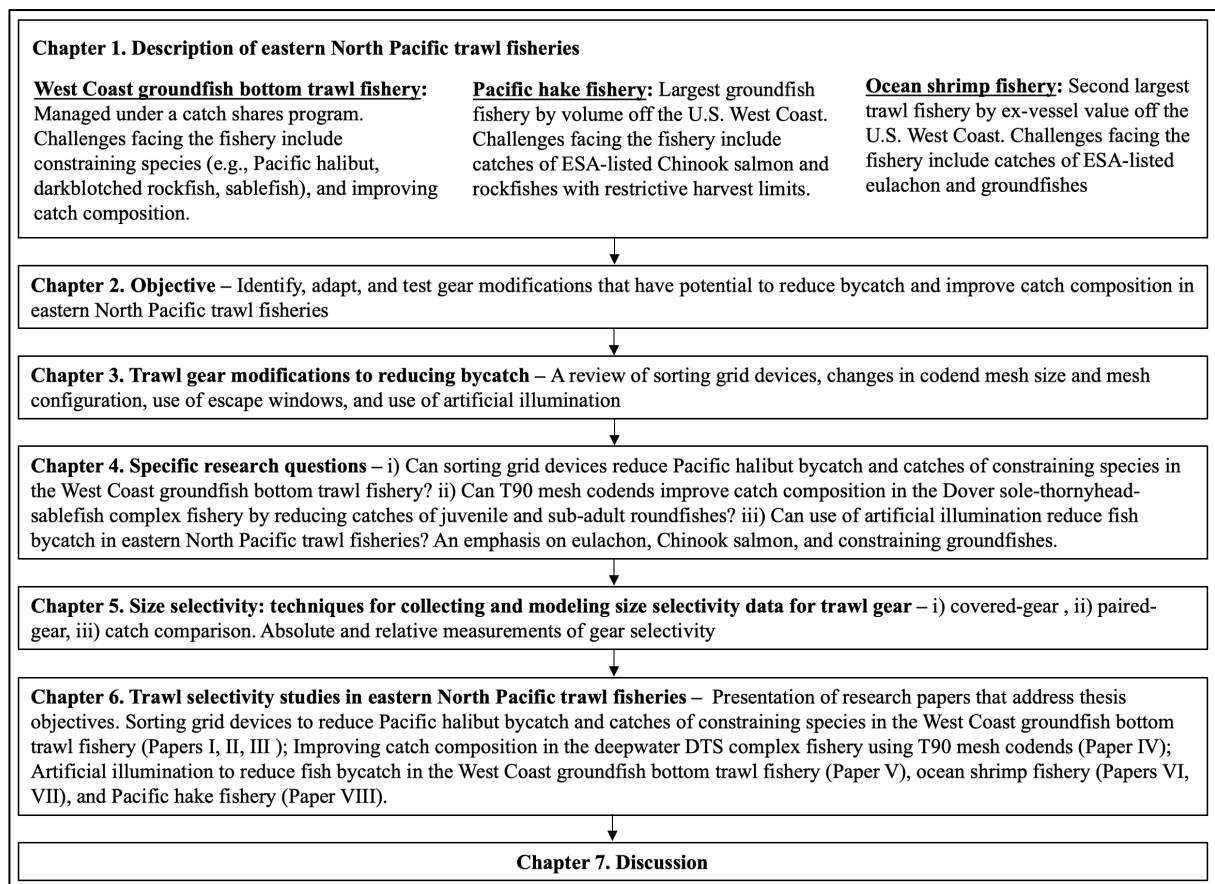 Chapter 1. Description of eastern North Pacific trawl fisheries
West Coast groundfish bottom trawl fishery:
Managed under a catch shares program.
Challenges facing the fishery include
constraining species (e.g., Pacific halibut,
darkblotched rockfish, sablefish), and improving
catch composition.
Pacific hake fishery: Largest groundfish
fishery by volume off the U.S. West Coast.
Challenges facing the fishery include
catches of ESA-listed Chinook salmon and
rockfishes with restrictive harvest limits.
Ocean shrimp fishery: Second largest
trawl fishery by ex-vessel value off the
U.S. West Coast. Challenges facing the
fishery include catches of ESA-listed
eulachon and groundfishes
Chapter 2. Objective – Identify, adapt, and test gear modifications that have potential to reduce bycatch and improve catch composition in
eastern North Pacific trawl fisheries
Chapter 3. Trawl gear modifications to reducing bycatch – A review of sorting grid devices, changes in codend mesh size and mesh
configuration, use of escape windows, and use of artificial illumination
Chapter 4. Specific research questions – i) Can sorting grid devices reduce Pacific halibut bycatch and catches of constraining species in
the West Coast groundfish bottom trawl fishery? ii) Can T90 mesh codends improve catch composition in the Dover sole-thornyhead-
sablefish complex fishery by reducing catches of juvenile and sub-adult roundfishes? iii) Can use of artificial illumination reduce fish
bycatch in eastern North Pacific trawl fisheries? An emphasis on eulachon, Chinook salmon, and constraining groundfishes.
Chapter 5. Size selectivity: techniques for collecting and modeling size selectivity data for trawl gear – i) covered-gear , ii) paired-
gear, iii) catch comparison. Absolute and relative measurements of gear selectivity
Chapter 6. Trawl selectivity studies in eastern North Pacific trawl fisheries – Presentation of research papers that address thesis
objectives. Sorting grid devices to reduce Pacific halibut bycatch and catches of constraining species in the West Coast groundfish bottom
trawl fishery (Papers I, II, III ); Improving catch composition in the deepwater DTS complex fishery using T90 mesh codends (Paper IV);
Artificial illumination to reduce fish bycatch in the West Coast groundfish bottom trawl fishery (Paper V), ocean shrimp fishery (Papers VI,
VII), and Pacific hake fishery (Paper VIII).
Chapter 7. Discussion